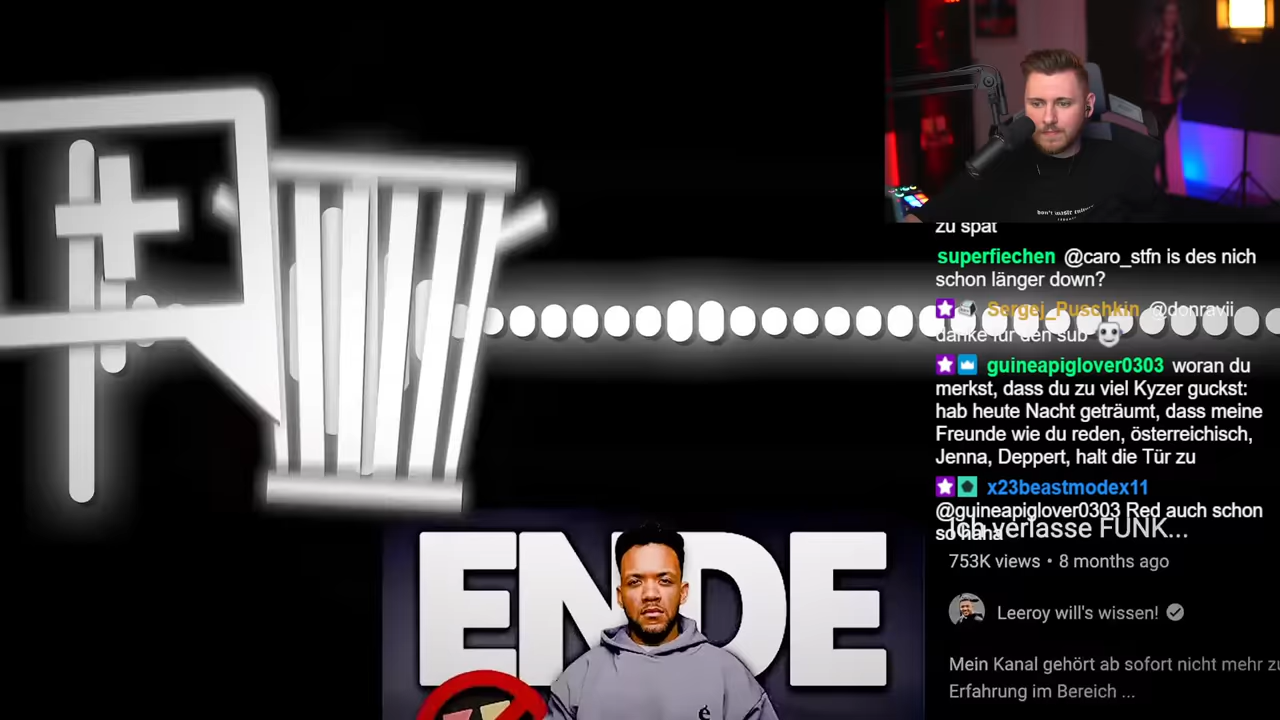 zu spät
superfiechen @caro_stfn is des nich
schon länger down?
Sergej_Puschkin @donravii
danke für den sub
guineapiglover0303 woran du
merkst, dass du zu viel Kyzer guckst:
hab heute Nacht geträumt, dass meine
Freunde wie du reden, österreichisch,
Jenna, Deppert, halt die Tür zu
x23beastmodex11
@guineapiglover0303 Red auch schon
so haha
Ich verlasse FUNK...
753K views • 8 months ago
Leeroy will's wissen!
Mein Kanal gehört ab sofort nicht mehr
Erfahrung im Bereich ...
ENDE